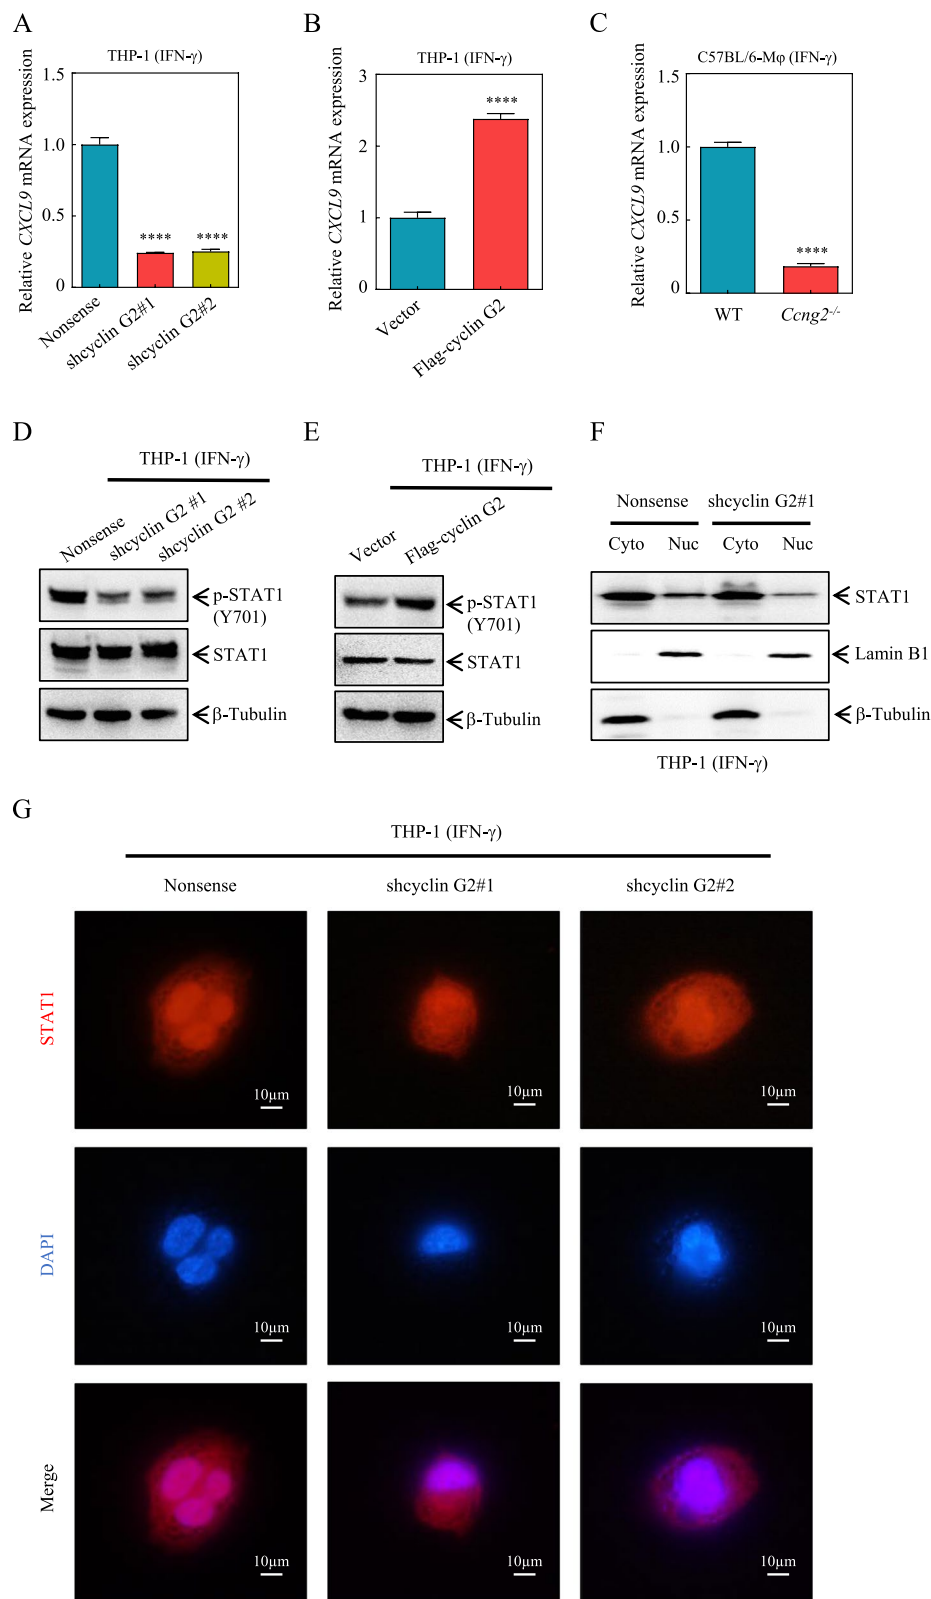 A
THP-1 (IFN-γ)
Relative CXCL9 mRNA expression
1.5
1.0
0.5
0
****
****
Nonsense
shcyclin G2#1
shcyclin G2#2
B
THP-1 (IFN-γ)
Relative CXCL9 mRNA expression
3
2
1
0
****
Vector
Flag-cyclin G2
C
C57BL/6-Mφ (IFN-γ)
Relative CXCL9 mRNA expression
1.5
1.0
0.5
0.0
****
WT
Ccng2-/-
D
THP-1 (IFN-γ)
Nonsense
shcyclin G2 #1
shcyclin G2 #2
p-STAT1
(Y701)
STAT1
β-Tubulin
E
THP-1 (IFN-γ)
Vector
Flag-cyclin G2
p-STAT1
(Y701)
STAT1
β-Tubulin
F
Nonsense shcyclin G2#1
Cyto Nuc Cyto Nuc
STAT1
Lamin B1
β-Tubulin
THP-1 (IFN-γ)
G
THP-1 (IFN-γ)
Nonsense shcyclin G2#1 shcyclin G2#2
STAT1
10μm 10μm 10μm
DAPI
10μm 10μm 10μm
Merge
10μm 10μm 10μm